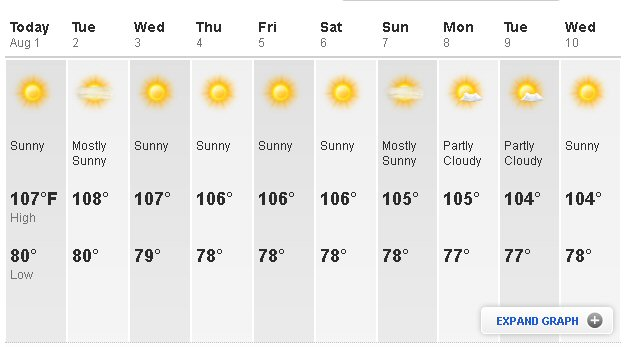 Today Tue Wed Thu Fri Sat Sun Mon Tue Wed
Aug 1 2 3 4 5 6 7 8 9 10
Sunny Mostly Sunny Sunny Sunny Sunny Sunny Mostly Sunny Partly Cloudy Partly Cloudy Sunny
107°F 108° 107° 106° 106° 106° 105° 105° 104° 104°
High
80° 80° 79° 78° 78° 78° 78° 77° 77° 78°
Low
EXPAND GRAPH